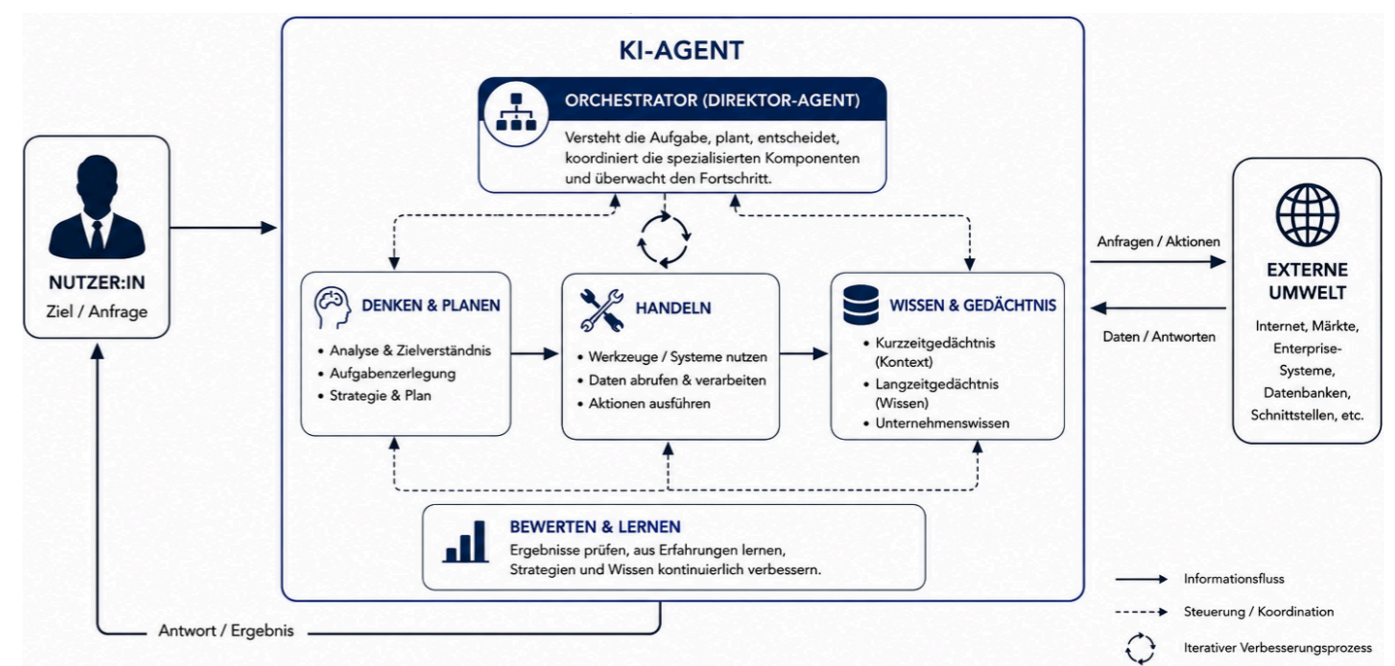 KI-AGENT
ORCHESTRATOR (DIREKTOR-AGENT)
Versteht die Aufgabe, plant, entscheidet,
koordiniert die spezialisierten Komponenten
und überwacht den Fortschritt.
NUTZER:IN
Ziel / Anfrage
DENKEN & PLANEN
• Analyse & Zielverständnis
• Aufgabenzerlegung
• Strategie & Plan
HANDELN
• Werkzeuge / Systeme nutzen
• Daten abrufen & verarbeiten
• Aktionen ausführen
WISSEN & GEDÄCHTNIS
• Kurzzeitgedächtnis
(Kontext)
• Langzeitgedächtnis
(Wissen)
• Unternehmenswissen
Anfragen / Aktionen
Daten / Antworten
EXTERNE
UMWELT
Internet, Märkte,
Enterprise-
Systeme,
Datenbanken,
Schnittstellen, etc.
BEWERTEN & LERNEN
Ergebnisse prüfen, aus Erfahrungen lernen,
Strategien und Wissen kontinuierlich verbessern.
Antwort / Ergebnis
Informationsfluss
Steuerung / Koordination
Iterativer Verbesserungsprozess